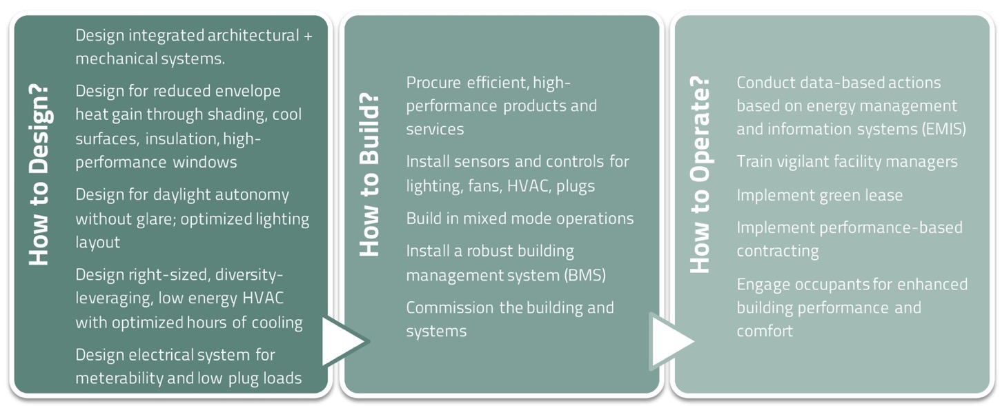 How to Design?
Design integrated architectural +
mechanical systems.
Design for reduced envelope
heat gain through shading, cool
surfaces, insulation, high-
performance windows
Design for daylight autonomy
without glare; optimized lighting
layout
Design right-sized, diversity-
leveraging, low energy HVAC
with optimized hours of cooling
Design electrical system for
meterability and low plug loads
How to Build?
Procure efficient, high-
performance products and
services
Install sensors and controls for
lighting, fans, HVAC, plugs
Build in mixed mode operations
Install a robust building
management system (BMS)
Commission the building and
systems
How to Operate?
Conduct data-based actions
based on energy management
and information systems (EMIS)
Train vigilant facility managers
Implement green lease
Implement performance-based
contracting
Engage occupants for enhanced
building performance and
comfort